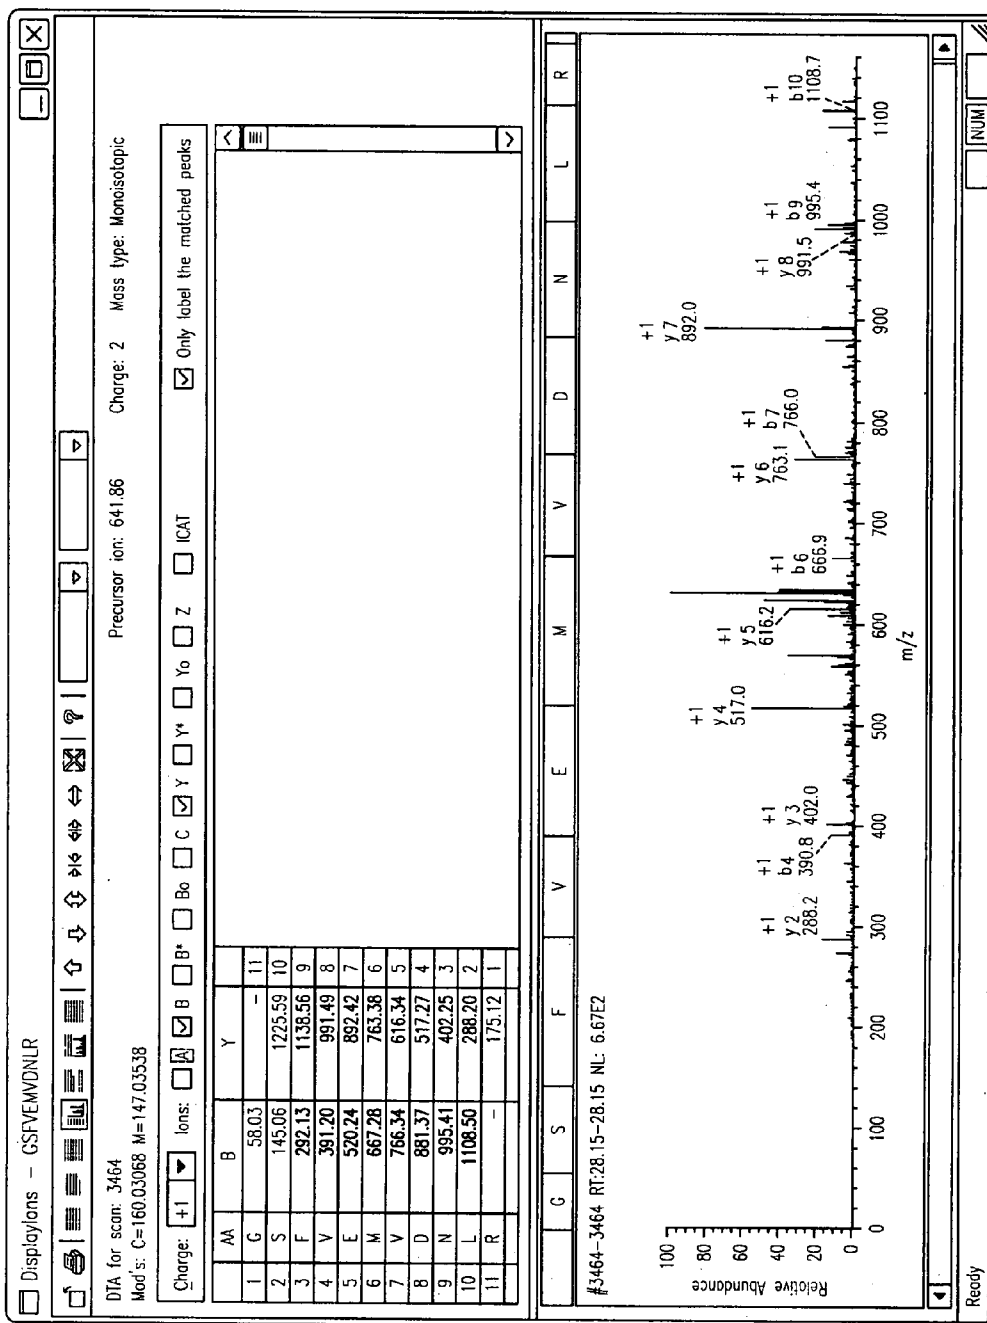 DisplayIons - GSFVEMVDNLR
?
DTA for scan: 3464
Mod's: C=160.03068 M=147.03538
Precursor ion: 641.86 Charge: 2 Mass type: Monoisotopic
Charge: +1 Ions: A B B* Bo C Y Y* Yo Z ICAT Only label the matched peaks
AA B Y
1 G 58.03 - 11
2 S 145.06 1225.59 10
3 F 292.13 1138.56 9
4 V 391.20 991.49 8
5 E 520.24 892.42 7
6 M 667.28 763.38 6
7 V 766.34 616.34 5
8 D 881.37 517.27 4
9 N 995.41 402.25 3
10 L 1108.50 288.20 2
11 R - 175.12 1
G S F V E M V D N L R
#3464-3464 RT:28.15-28.15 NL: 6.67E2
Relative Abundance
100
80
60
40
20
0
+1
y2
288.2
+1
b4
390.8
+1
y3
402.0
+1
y4
517.0
+1
y5
616.2
+1
b6
666.9
+1
y6
763.1
+1
b7
766.0
+1
y7
892.0
+1
y8
991.5
+1
b9
995.4
+1
b10
1108.7
0 100 200 300 400 500 600 700 800 900 1000 1100
m/z
Ready
NUM